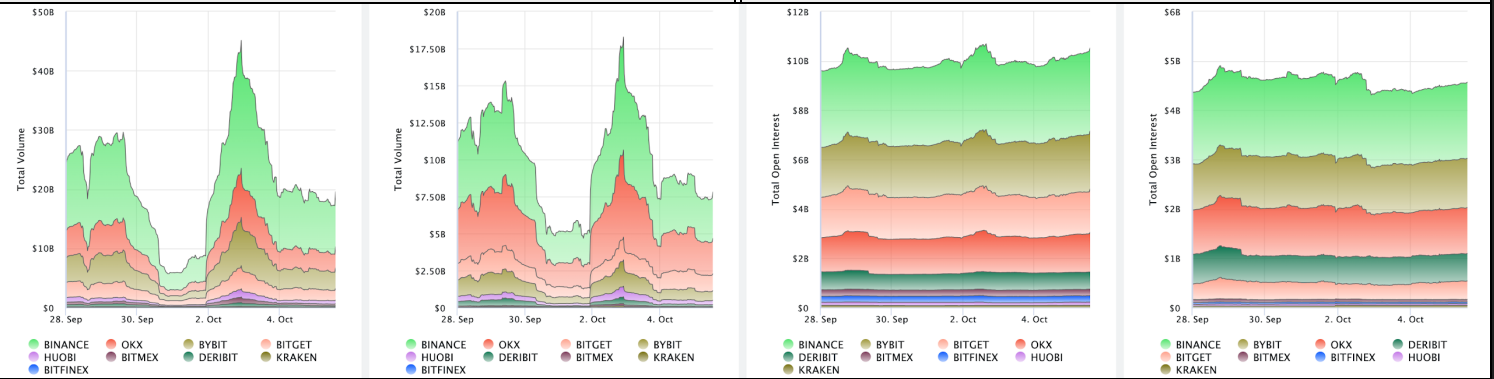 $50B
$40B
$30B
$20B
$10B
$0
Total Volume
28. Sep 30. Sep 2. Oct 4. Oct
BINANCE OKX BYBIT BITGET
HUOBI BITMEX DERIBIT KRAKEN
BITFINEX
$20B
$17.50B
$15B
$12.50B
$10B
$7.50B
$5B
$2.50B
$0
Total Volume
28. Sep 30. Sep 2. Oct 4. Oct
BINANCE OKX BITGET BYBIT
HUOBI DERIBIT BITMEX KRAKEN
BITFINEX
$12B
$10B
$8B
$6B
$4B
$2B
$0
Total Open Interest
28. Sep 30. Sep 2. Oct 4. Oct
BINANCE BYBIT BITGET OKX
DERIBIT BITMEX BITFINEX HUOBI
KRAKEN
$6B
$5B
$4B
$3B
$2B
$1B
$0
Total Open Interest
28. Sep 30. Sep 2. Oct 4. Oct
BINANCE BYBIT OKX DERIBIT
BITGET BITMEX BITFINEX HUOBI
KRAKEN